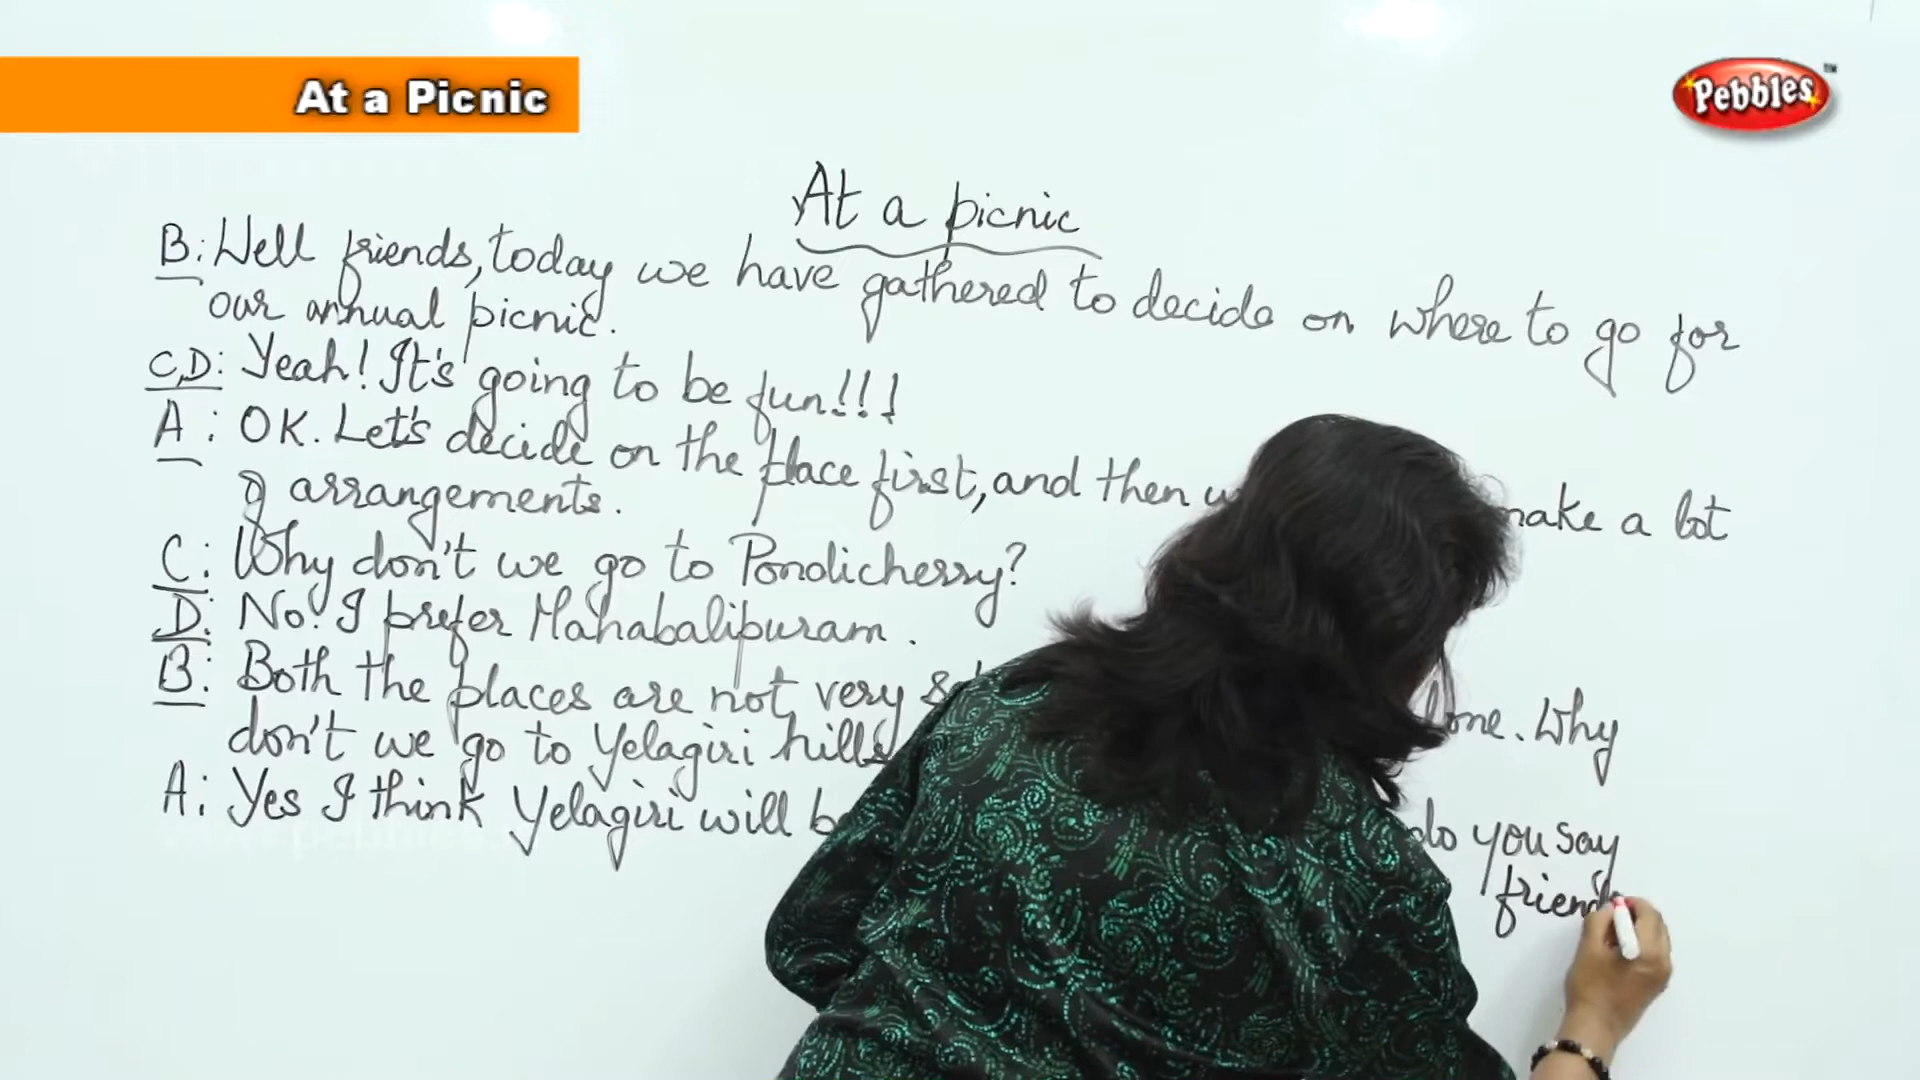 At a Picnic
Pebbles™
At a picnic
B: Well friends, today we have gathered to decide on where to go for
our annual picnic.
C,D: Yeah! It's going to be fun!!!
A: OK. Let's decide on the place first, and then make a lot
of arrangements.
C: Why don't we go to Pondicherry?
D: No! I prefer Mahabalipuram.
B: Both the places are not very Why
don't we go to Yelagiri hills
A: Yes I think Yelagiri will do you say
friends